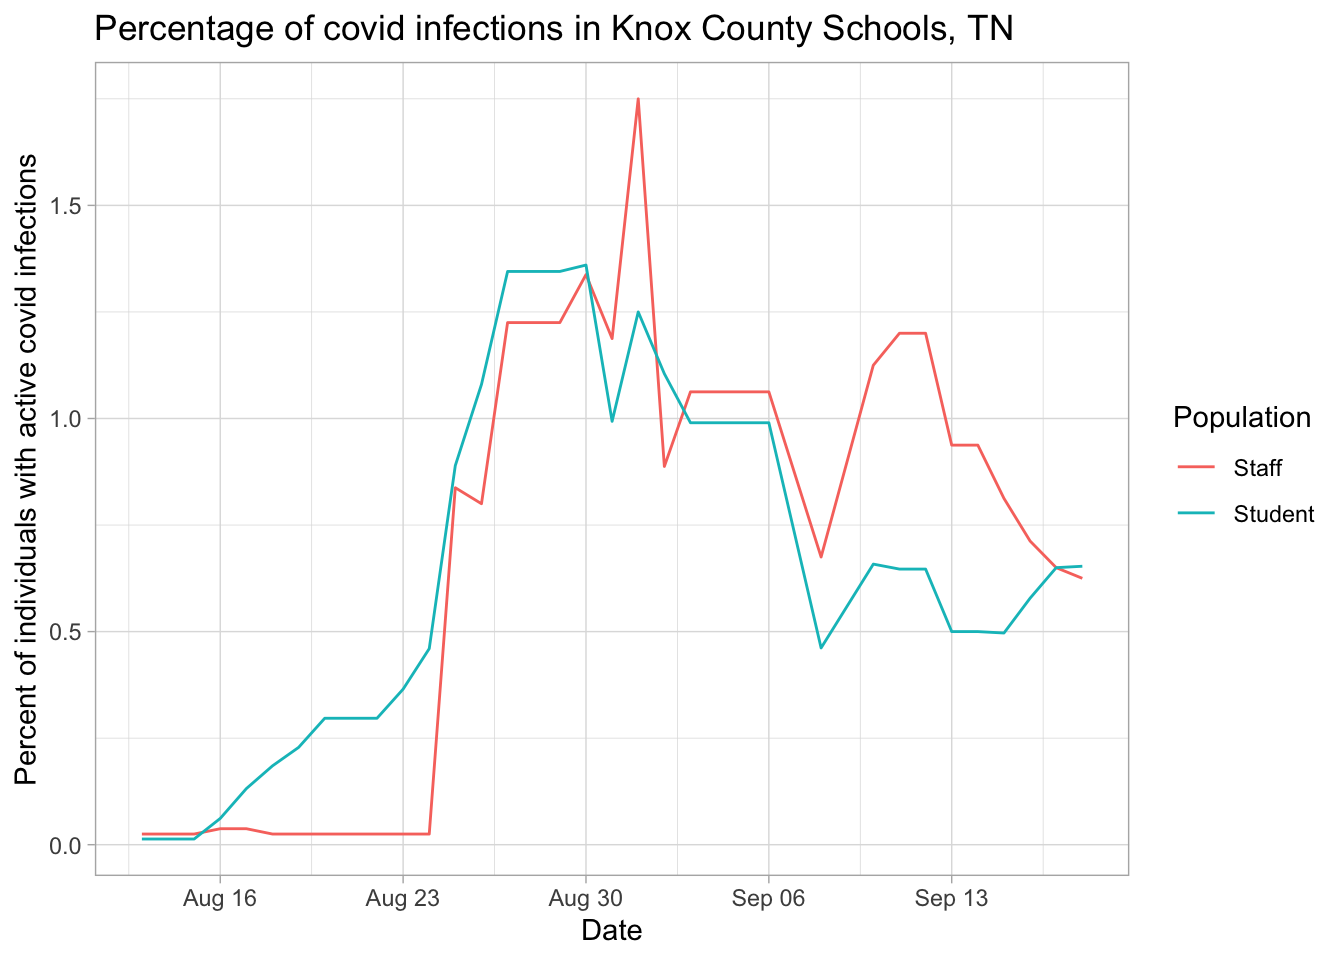 Percentage of covid infections in Knox County Schools, TN
Percent of individuals with active covid infections
1.5
1.0
0.5
0.0
Aug 16 Aug 23 Aug 30 Sep 06 Sep 13
Date
Population
Staff
Student